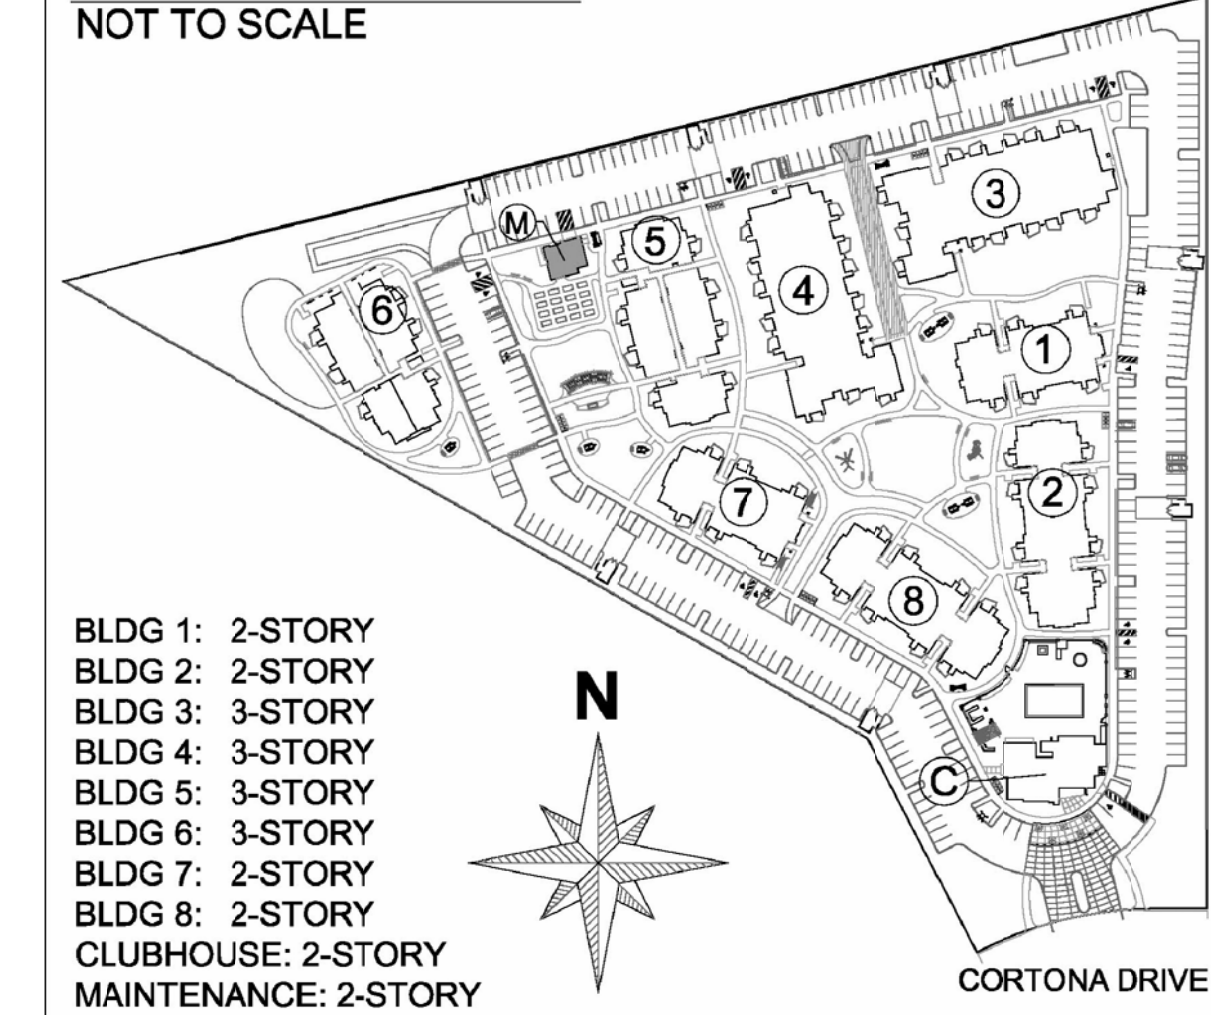 NOT TO SCALE
3
M
5
6
4
1
2
7
8
C
BLDG 1: 2-STORY
BLDG 2: 2-STORY
BLDG 3: 3-STORY
BLDG 4: 3-STORY
BLDG 5: 3-STORY
BLDG 6: 3-STORY
BLDG 7: 2-STORY
BLDG 8: 2-STORY
CLUBHOUSE: 2-STORY
MAINTENANCE: 2-STORY
N
CORTONA DRIVE